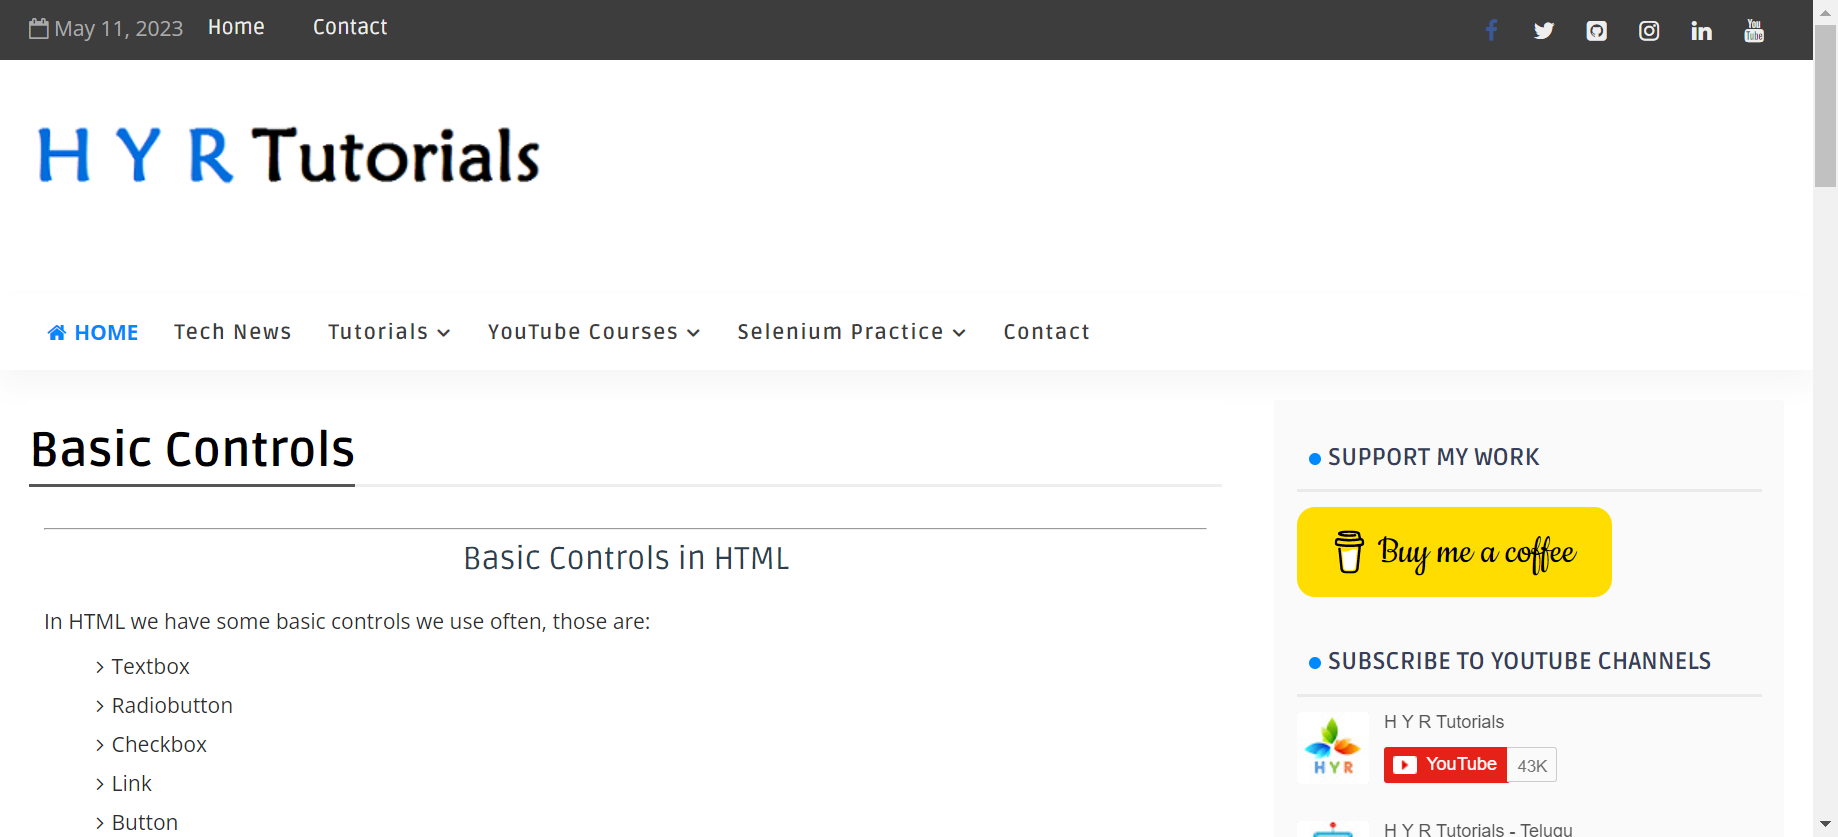 May 11, 2023 Home Contact
You
Tube
H Y R Tutorials
HOME Tech News Tutorials YouTube Courses Selenium Practice Contact
Basic Controls
Basic Controls in HTML
In HTML we have some basic controls we use often, those are:
Textbox
Radiobutton
Checkbox
Link
Button
SUPPORT MY WORK
Buy me a coffee
SUBSCRIBE TO YOUTUBE CHANNELS
H Y R Tutorials
HYR
YouTube 43K
H Y R Tutorials - Telugu